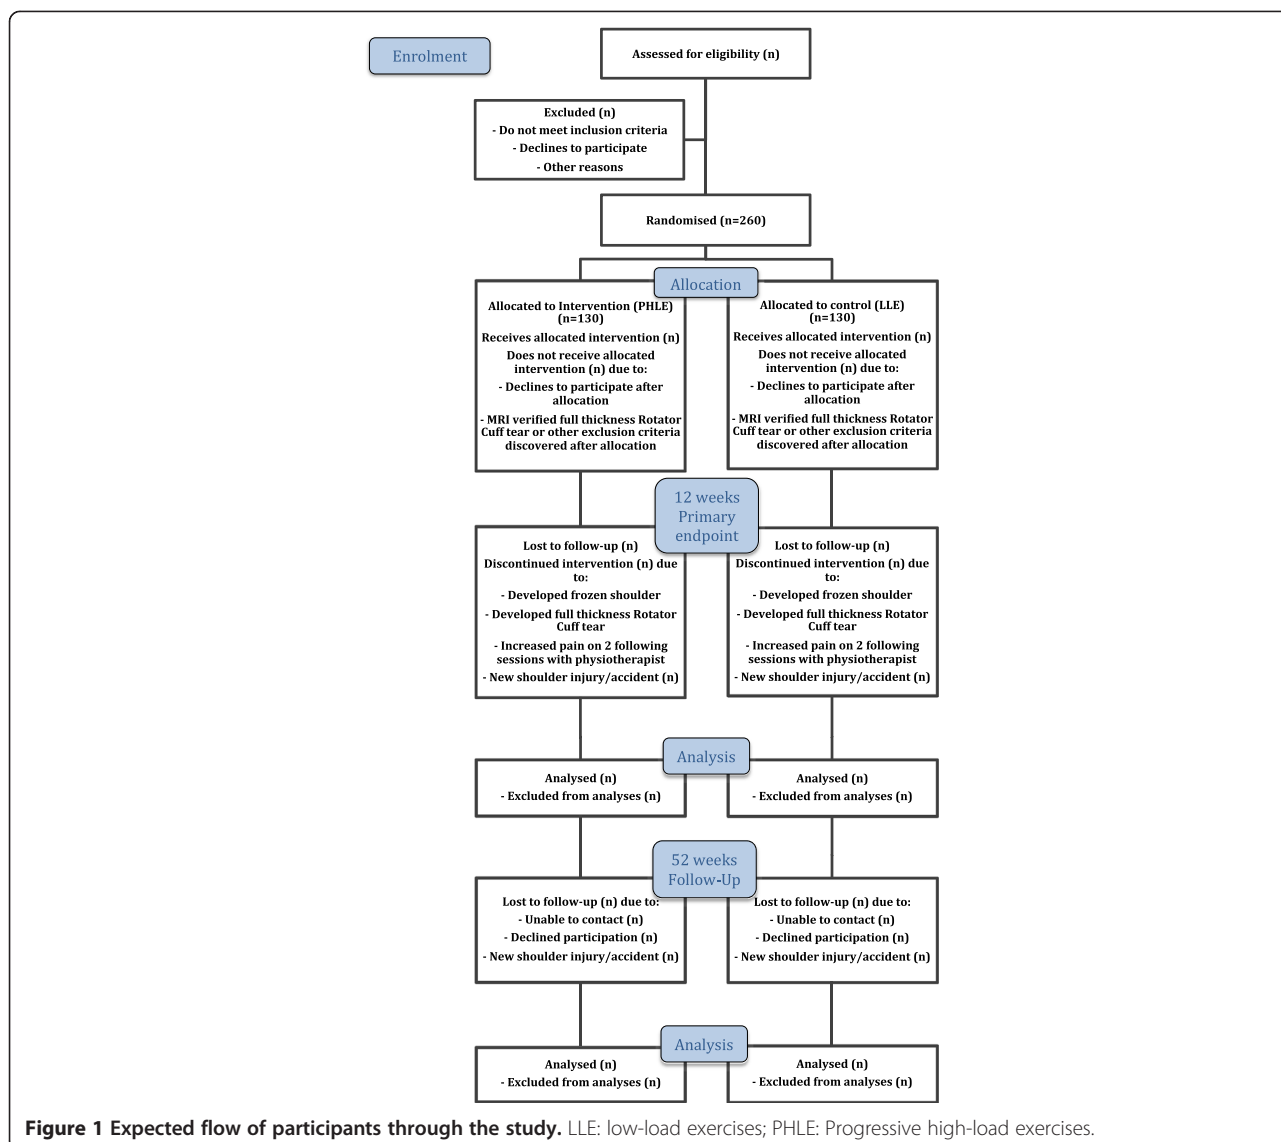 Enrolment
Assessed for eligibility (n)
Excluded (n)
- Do not meet inclusion criteria
- Declines to participate
- Other reasons
Randomised (n=260)
Allocation
Allocated to Intervention (PHLE)
(n=130)
Receives allocated intervention (n)
Does not receive allocated
intervention (n) due to:
- Declines to participate after
allocation
- MRI verified full thickness Rotator
Cuff tear or other exclusion criteria
discovered after allocation
Allocated to control (LLE)
(n=130)
Receives allocated intervention (n)
Does not receive allocated
intervention (n) due to:
- Declines to participate after
allocation
- MRI verified full thickness Rotator
Cuff tear or other exclusion criteria
discovered after allocation
12 weeks
Primary
endpoint
Lost to follow-up (n)
Discontinued intervention (n) due
to:
- Developed frozen shoulder
- Developed full thickness Rotator
Cuff tear
- Increased pain on 2 following
sessions with physiotherapist
- New shoulder injury/accident (n)
Lost to follow-up (n)
Discontinued intervention (n) due
to:
- Developed frozen shoulder
- Developed full thickness Rotator
Cuff tear
- Increased pain on 2 following
sessions with physiotherapist
- New shoulder injury/accident (n)
Analysis
Analysed (n)
- Excluded from analyses (n)
Analysed (n)
- Excluded from analyses (n)
52 weeks
Follow-Up
Lost to follow-up (n) due to:
- Unable to contact (n)
- Declined participation (n)
- New shoulder injury/accident (n)
Lost to follow-up (n) due to:
- Unable to contact (n)
- Declined participation (n)
- New shoulder injury/accident (n)
Analysis
Analysed (n)
- Excluded from analyses (n)
Analysed (n)
- Excluded from analyses (n)
Figure 1 Expected flow of participants through the study. LLE: low-load exercises; PHLE: Progressive high-load exercises.